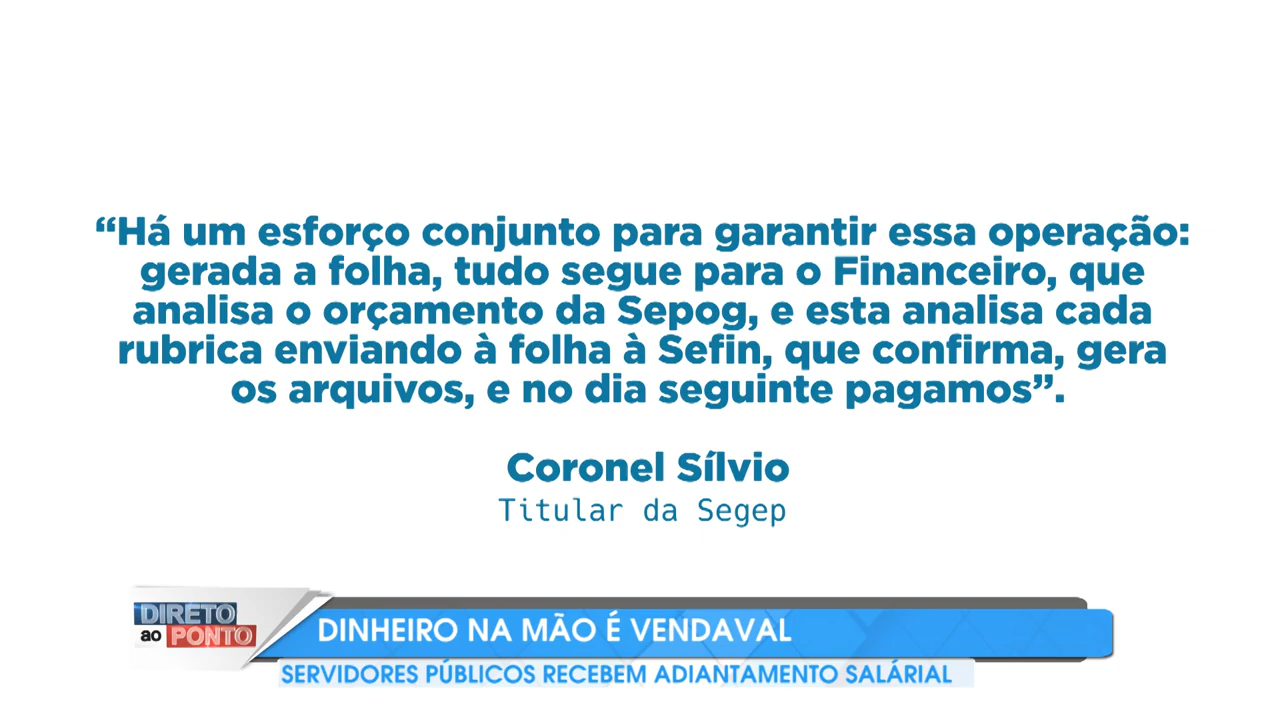 “Há um esforço conjunto para garantir essa operação:
gerada a folha, tudo segue para o Financeiro, que
analisa o orçamento da Sepog, e esta analisa cada
rubrica enviando à folha à Sefin, que confirma, gera
os arquivos, e no dia seguinte pagamos”.
Coronel Sílvio
Titular da Segep
DIRETO
ao PONTO
DINHEIRO NA MÃO É VENDAVAL
SERVIDORES PÚBLICOS RECEBEM ADIANTAMENTO SALÁRIAL